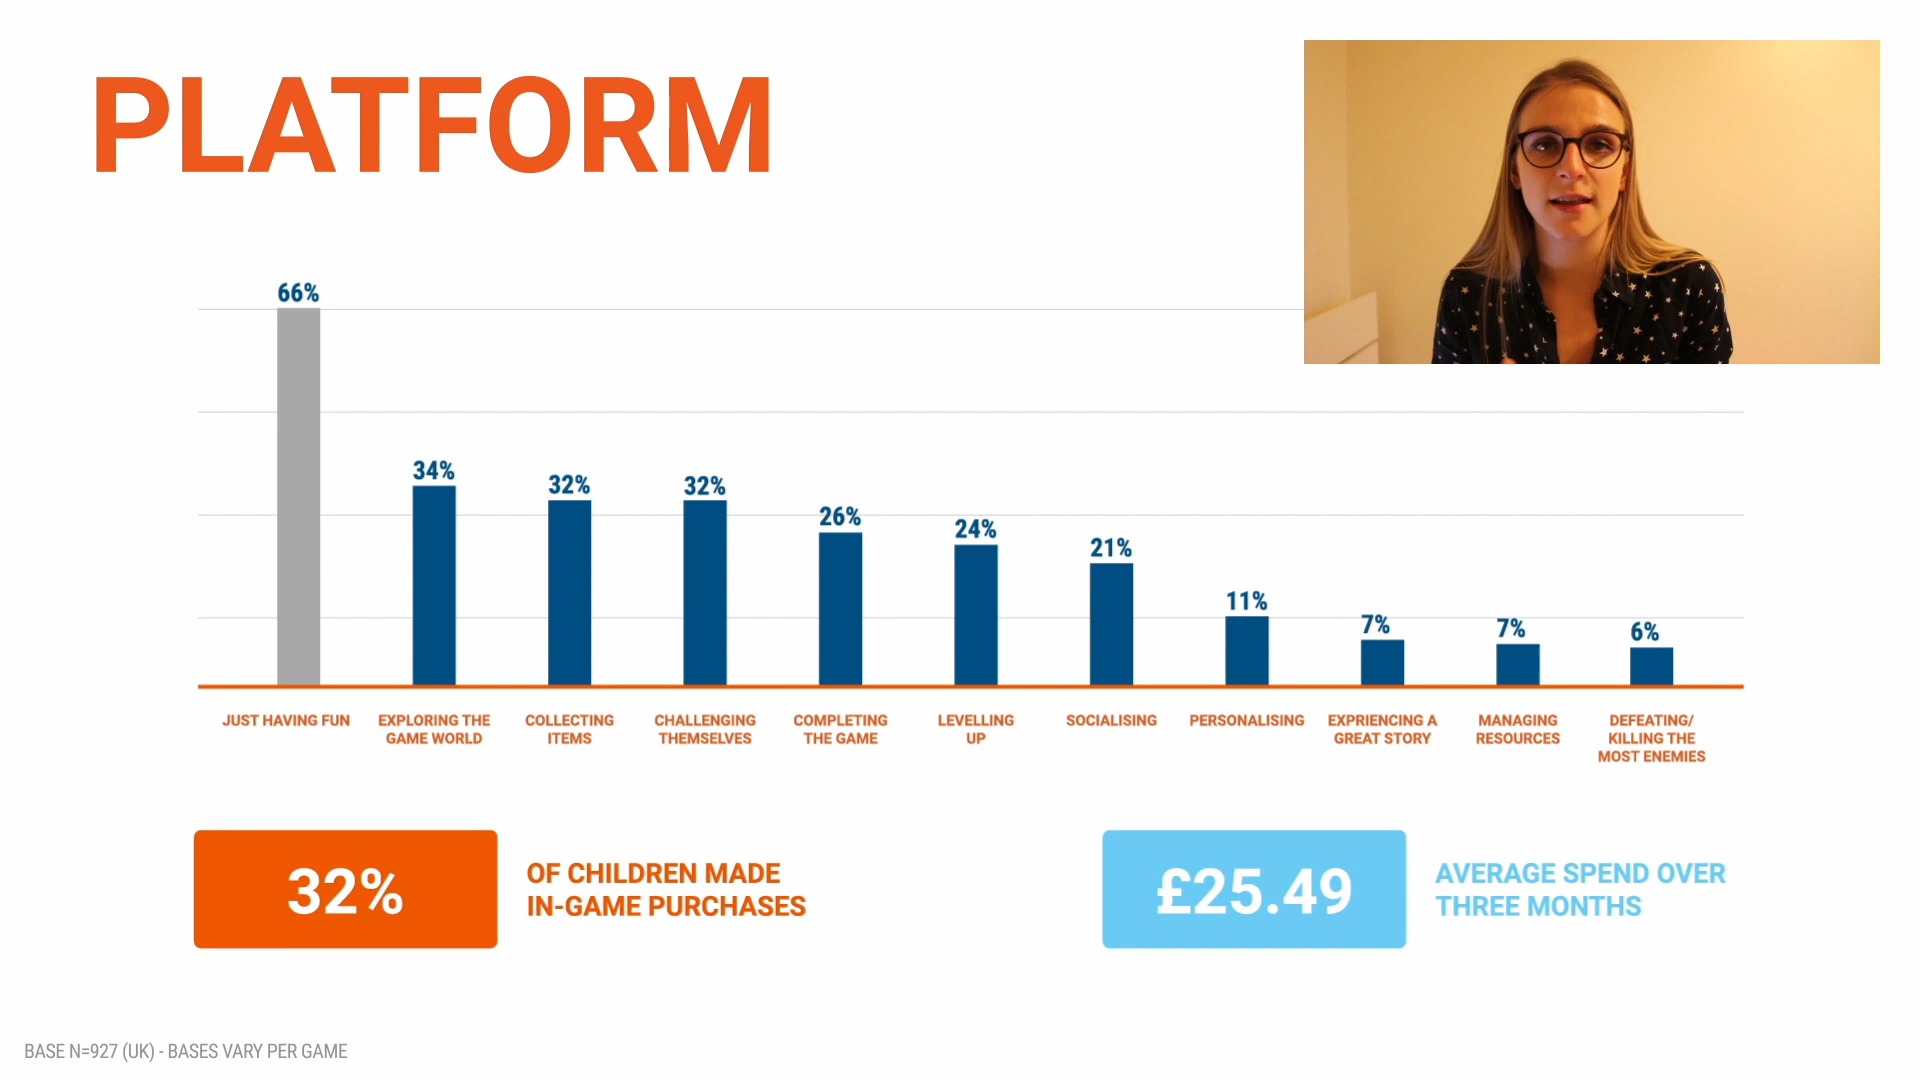 PLATFORM
66%
34%
32%
32%
26%
24%
21%
11%
7%
7%
6%
JUST HAVING FUN
EXPLORING THE
GAME WORLD
COLLECTING
ITEMS
CHALLENGING
THEMSELVES
COMPLETING
THE GAME
LEVELLING
UP
SOCIALISING
PERSONALISING
EXPRIENCING A
GREAT STORY
MANAGING
RESOURCES
DEFEATING/
KILLING THE
MOST ENEMIES
32%
OF CHILDREN MADE
IN-GAME PURCHASES
£25.49
AVERAGE SPEND OVER
THREE MONTHS
BASE N=927 (UK) - BASES VARY PER GAME